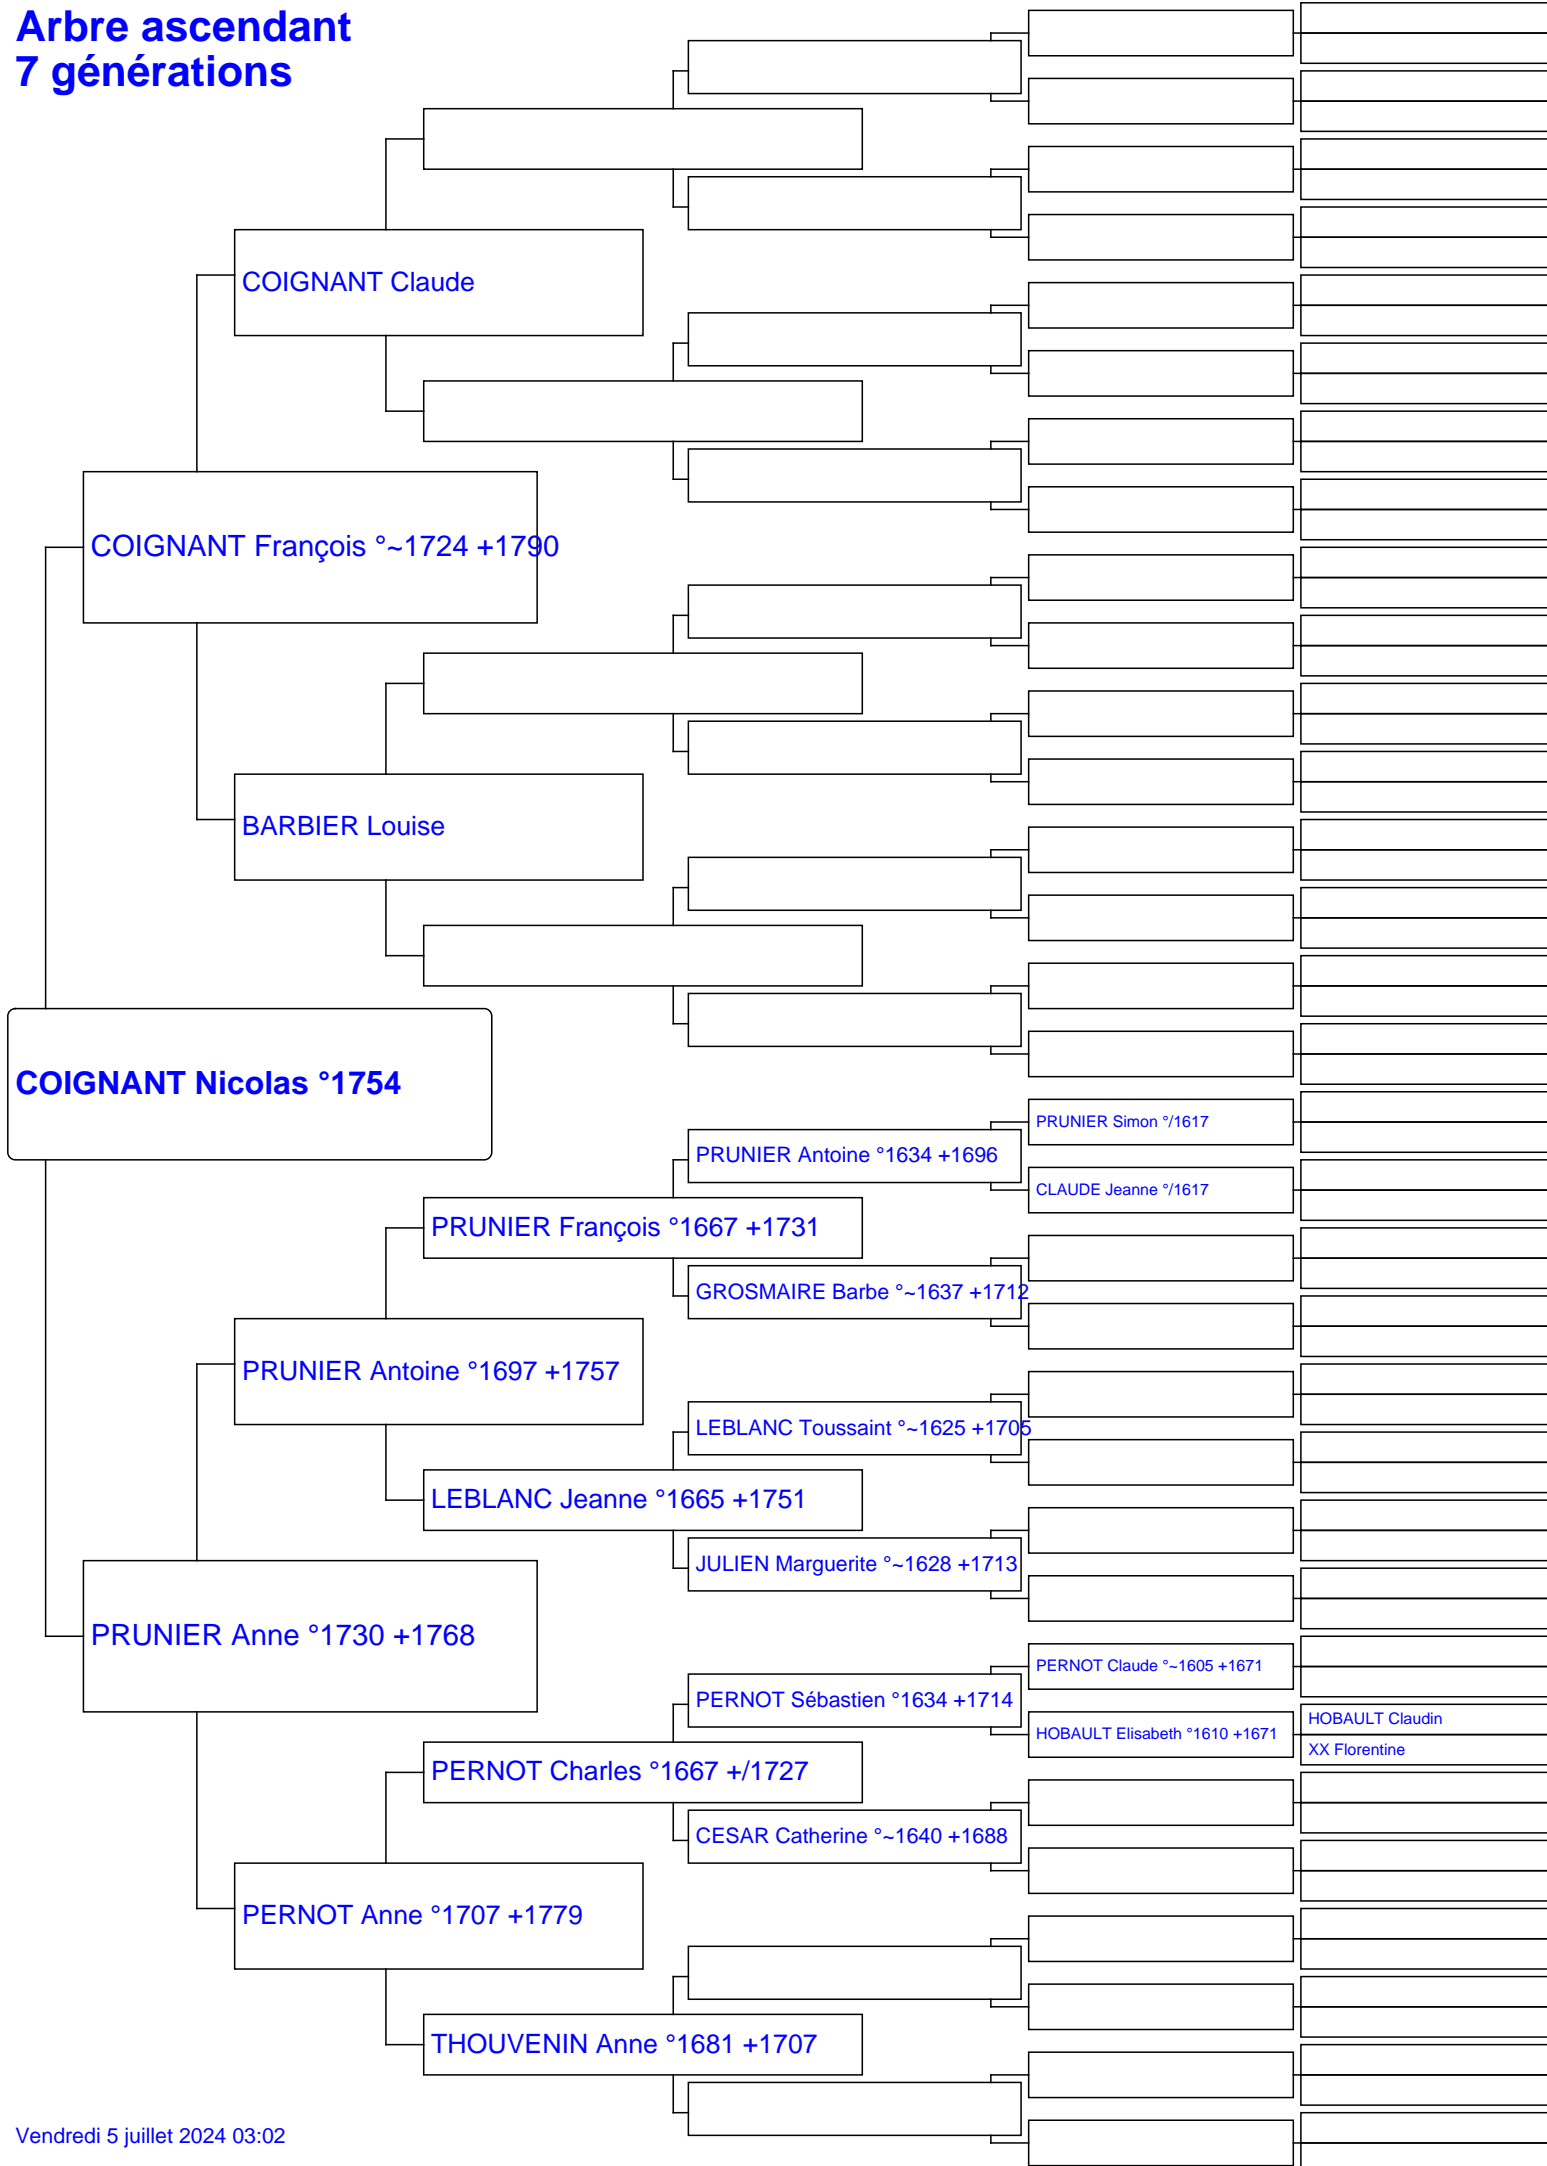 Arbre ascendant
7 générations
COIGNANT Claude
COIGNANT François °~1724 +1790
BARBIER Louise
COIGNANT Nicolas °1754
PRUNIER Simon °/1617
PRUNIER Antoine °1634 +1696
CLAUDE Jeanne °/1617
PRUNIER François °1667 +1731
GROSMAIRE Barbe °~1637 +1712
PRUNIER Antoine °1697 +1757
LEBLANC Toussaint °~1625 +1705
LEBLANC Jeanne °1665 +1751
JULIEN Marguerite °~1628 +1713
PRUNIER Anne °1730 +1768
PERNOT Claude °~1605 +1671
PERNOT Sébastien °1634 +1714
HOBAULT Claudin
HOBAULT Elisabeth °1610 +1671
XX Florentine
PERNOT Charles °1667 +/1727
CESAR Catherine °~1640 +1688
PERNOT Anne °1707 +1779
THOUVENIN Anne °1681 +1707
Vendredi 5 juillet 2024 03:02